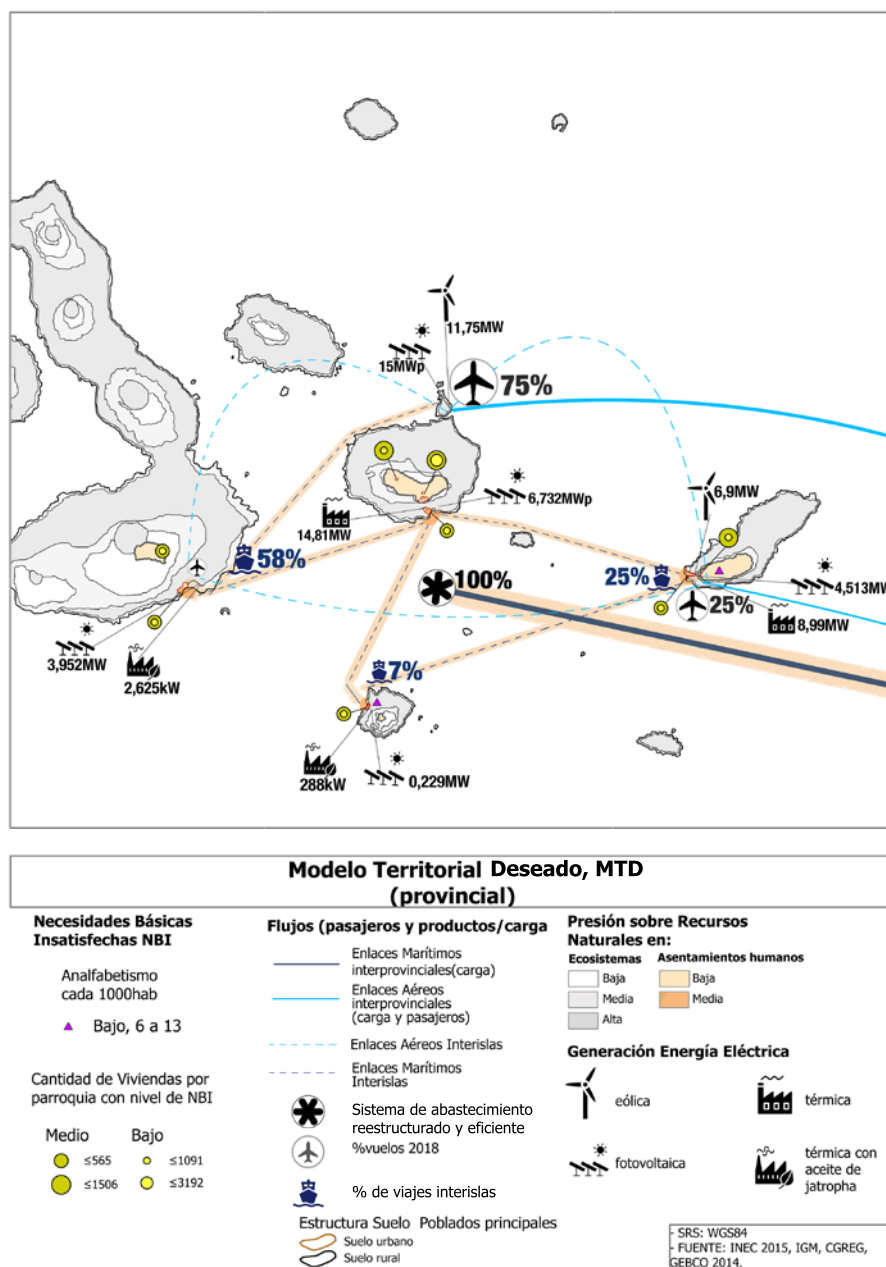 11,75MW
15MWp
75%
6,732MWp
14,81MW
6,9MW
58%
100%
25%
25%
4,513MW
8,99MW
3,952MW
2,625kW
7%
288kW
0,229MW
Modelo Territorial Deseado, MTD
(provincial)
Necesidades Básicas
Insatisfechas NBI
Analfabetismo
cada 1000hab
Bajo, 6 a 13
Cantidad de Viviendas por
parroquia con nivel de NBI
Medio Bajo
≤565 ≤1091
≤1506 ≤3192
Flujos (pasajeros y productos/carga
Enlaces Marítimos
interprovinciales(carga)
Enlaces Aéreos
interprovinciales
(carga y pasajeros)
Enlaces Aéreos Interislas
Enlaces Marítimos
Interislas
Sistema de abastecimiento
reestructurado y eficiente
%vuelos 2018
% de viajes interislas
Estructura Suelo Poblados principales
Suelo urbano
Suelo rural
Presión sobre Recursos
Naturales en:
Ecosistemas Asentamientos humanos
Baja Baja
Media Media
Alta
Generación Energía Eléctrica
eólica
térmica
fotovoltaica
térmica con
aceite de
jatropha
- SRS: WGS84
- FUENTE: INEC 2015, IGM, CGREG,
GEBCO 2014.